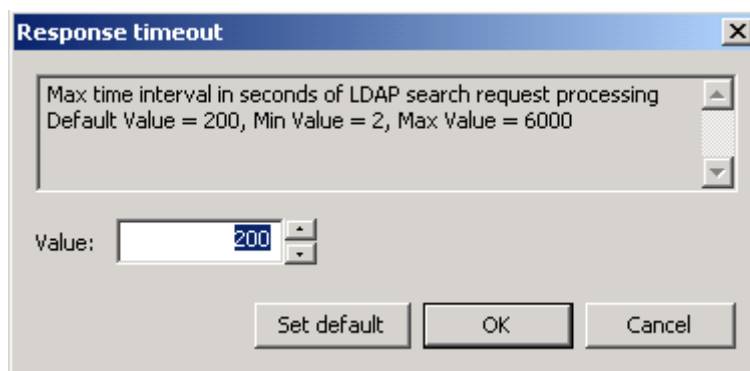 Response timeout
Max time interval in seconds of LDAP search request processing
Default Value = 200, Min Value = 2, Max Value = 6000
Value: 200
Set default OK Cancel